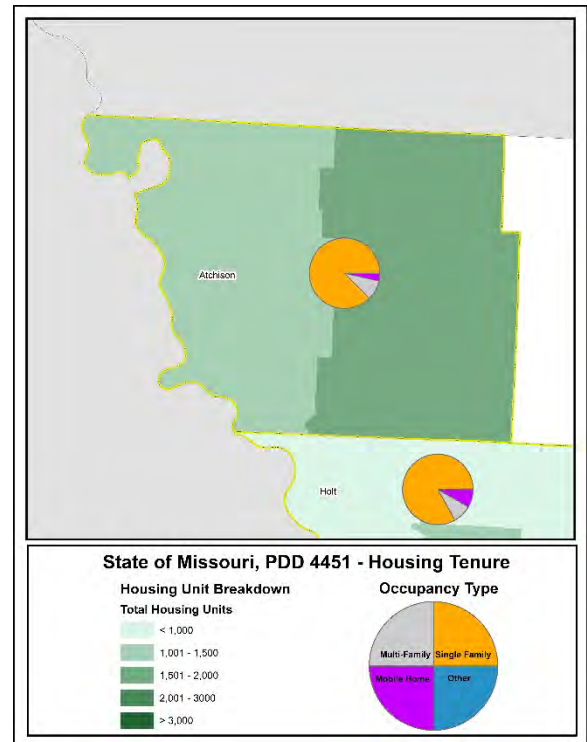 Atchison
Holt
State of Missouri, PDD 4451 - Housing Tenure
Housing Unit Breakdown
Total Housing Units
< 1,000
1,001 - 1,500
1,501 - 2,000
2,001 - 3000
> 3,000
Occupancy Type
Multi-Family
Single Family
Mobile Home
Other